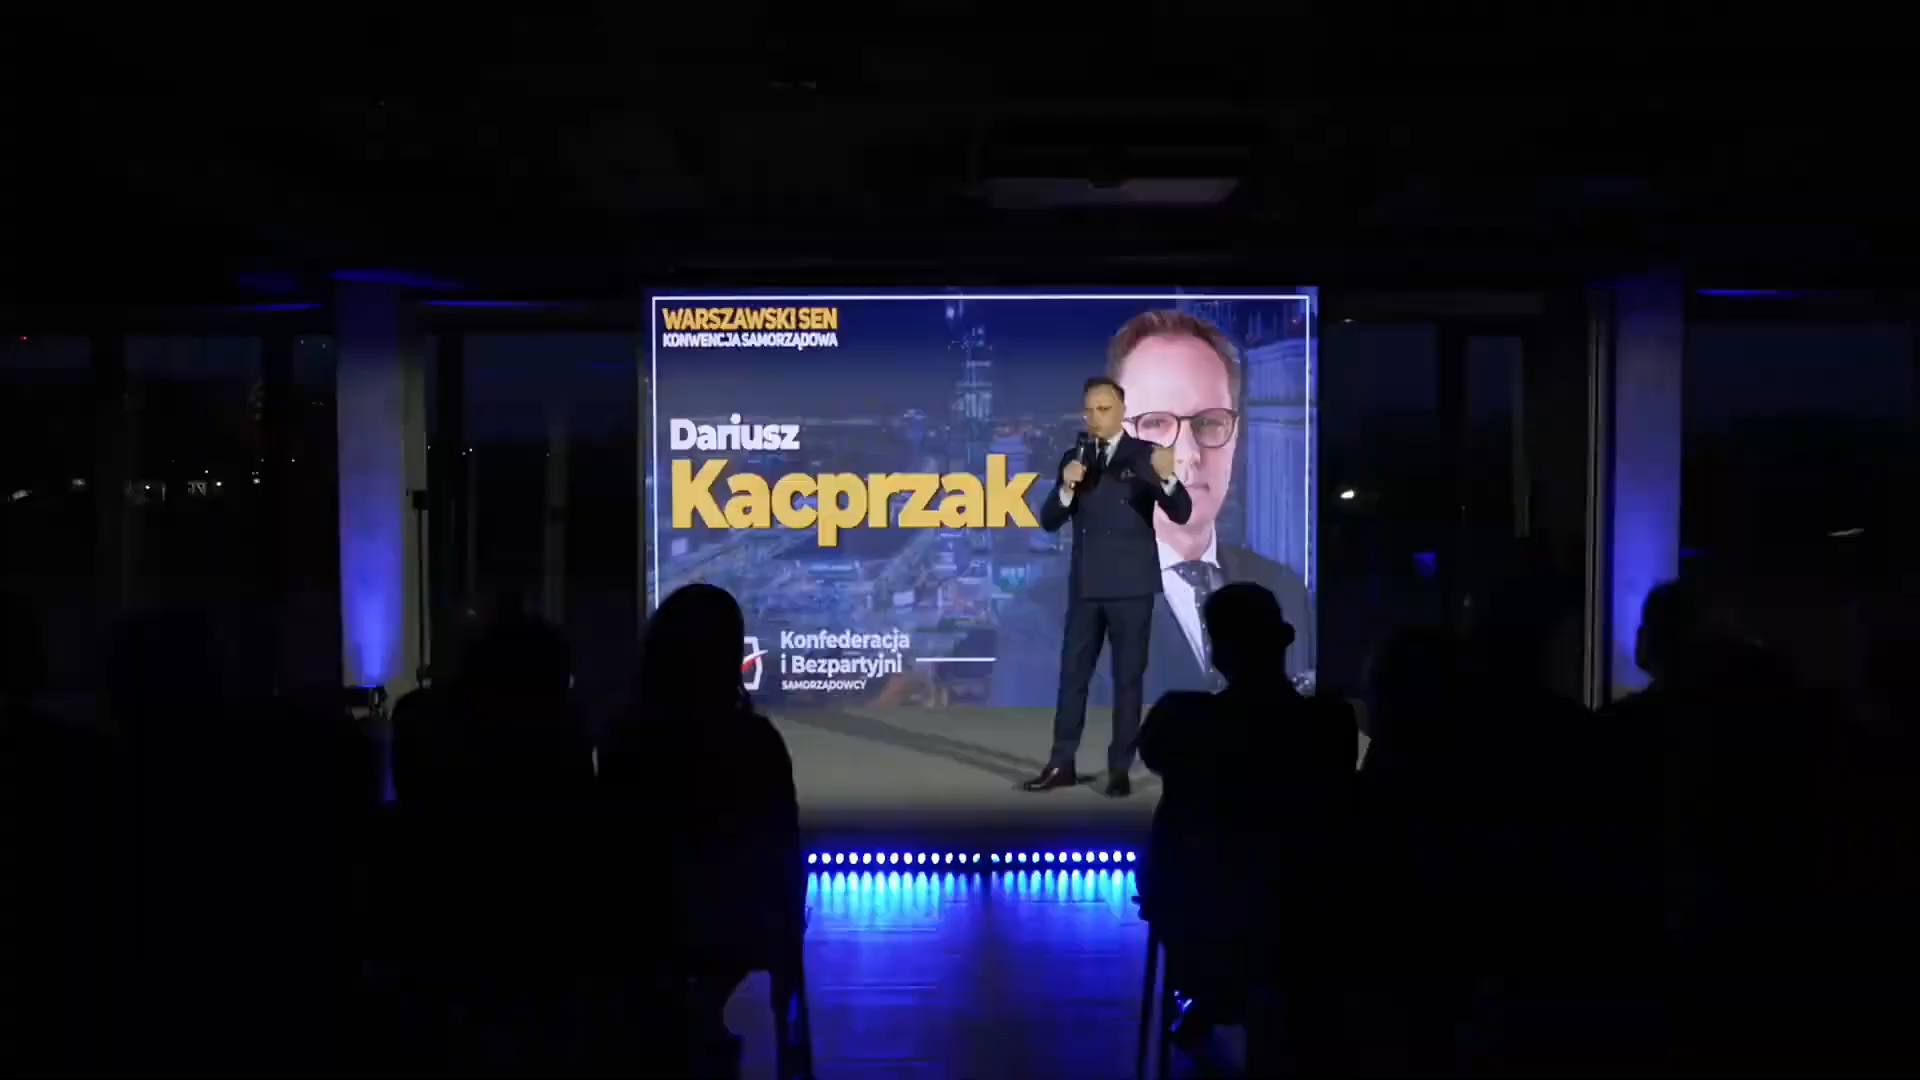 WARSZAWSKI SEN
KONWENCJA SAMORZĄDOWA
Dariusz
Kacprzak
Konfederacja
i Bezpartyjni
SAMORZĄDOWCY